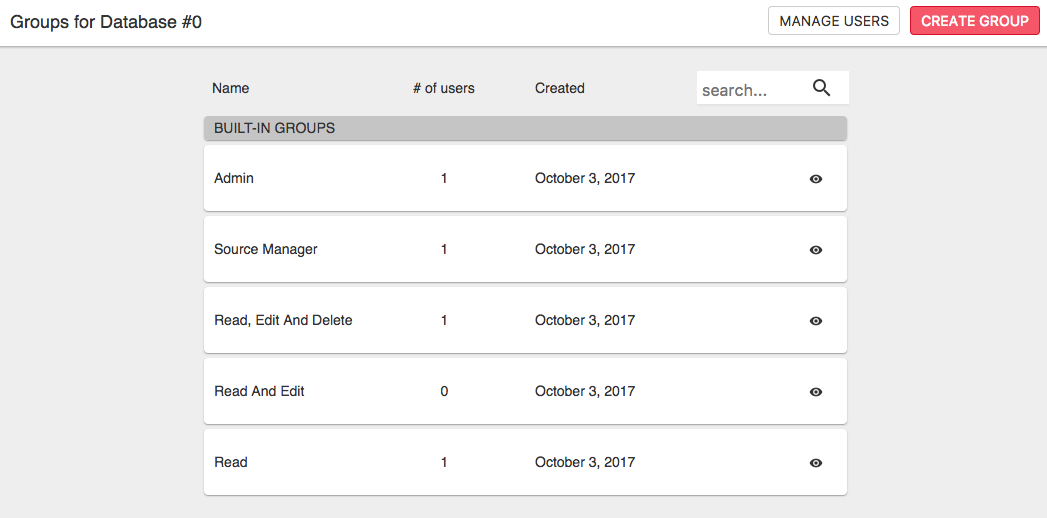 Groups for Database #0 MANAGE USERS CREATE GROUP
Name # of users Created search...
BUILT-IN GROUPS
Admin 1 October 3, 2017
Source Manager 1 October 3, 2017
Read, Edit And Delete 1 October 3, 2017
Read And Edit 0 October 3, 2017
Read 1 October 3, 2017